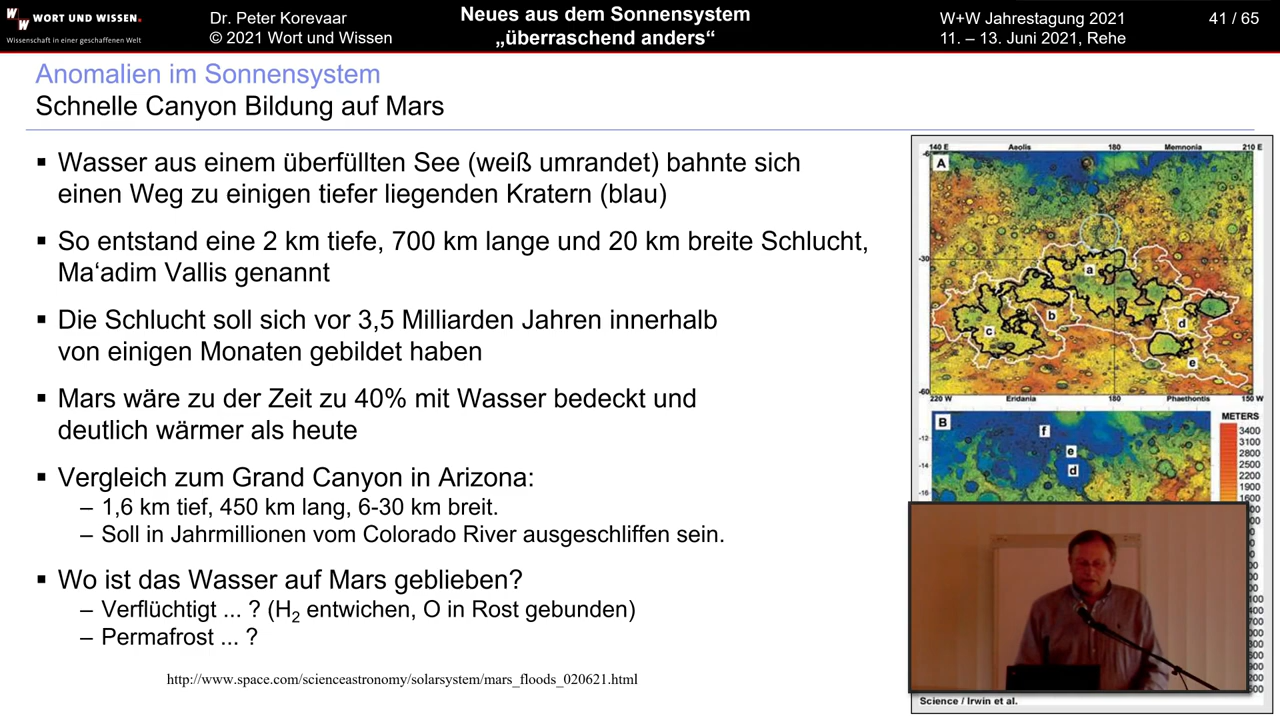 WORT UND WISSEN.
Wissenschaft in einer geschaffenen Welt
Dr. Peter Korevaar
© 2021 Wort und Wissen
Neues aus dem Sonnensystem
„überraschend anders“
W+W Jahrestagung 2021
11. – 13. Juni 2021, Rehe
41 / 65
Anomalien im Sonnensystem
Schnelle Canyon Bildung auf Mars
▪ Wasser aus einem überfüllten See (weiß umrandet) bahnte sich
einen Weg zu einigen tiefer liegenden Kratern (blau)
▪ So entstand eine 2 km tiefe, 700 km lange und 20 km breite Schlucht,
Ma‘adim Vallis genannt
▪ Die Schlucht soll sich vor 3,5 Milliarden Jahren innerhalb
von einigen Monaten gebildet haben
▪ Mars wäre zu der Zeit zu 40% mit Wasser bedeckt und
deutlich wärmer als heute
▪ Vergleich zum Grand Canyon in Arizona:
– 1,6 km tief, 450 km lang, 6-30 km breit.
– Soll in Jahrmillionen vom Colorado River ausgeschliffen sein.
▪ Wo ist das Wasser auf Mars geblieben?
– Verflüchtigt ... ? (H₂ entwichen, O in Rost gebunden)
– Permafrost ... ?
http://www.space.com/scienceastronomy/solarsystem/mars_floods_020621.html
140 E Aeolis 180 Memnonia 210 E
A
-30
a
b
c
d
e
-60
220 W Eridania 180 Phaethontis 150 W
B
f
e
d
-12
-14
-16
METERS
3400
3100
2800
2500
2200
1900
1600
Science / Irwin et al.